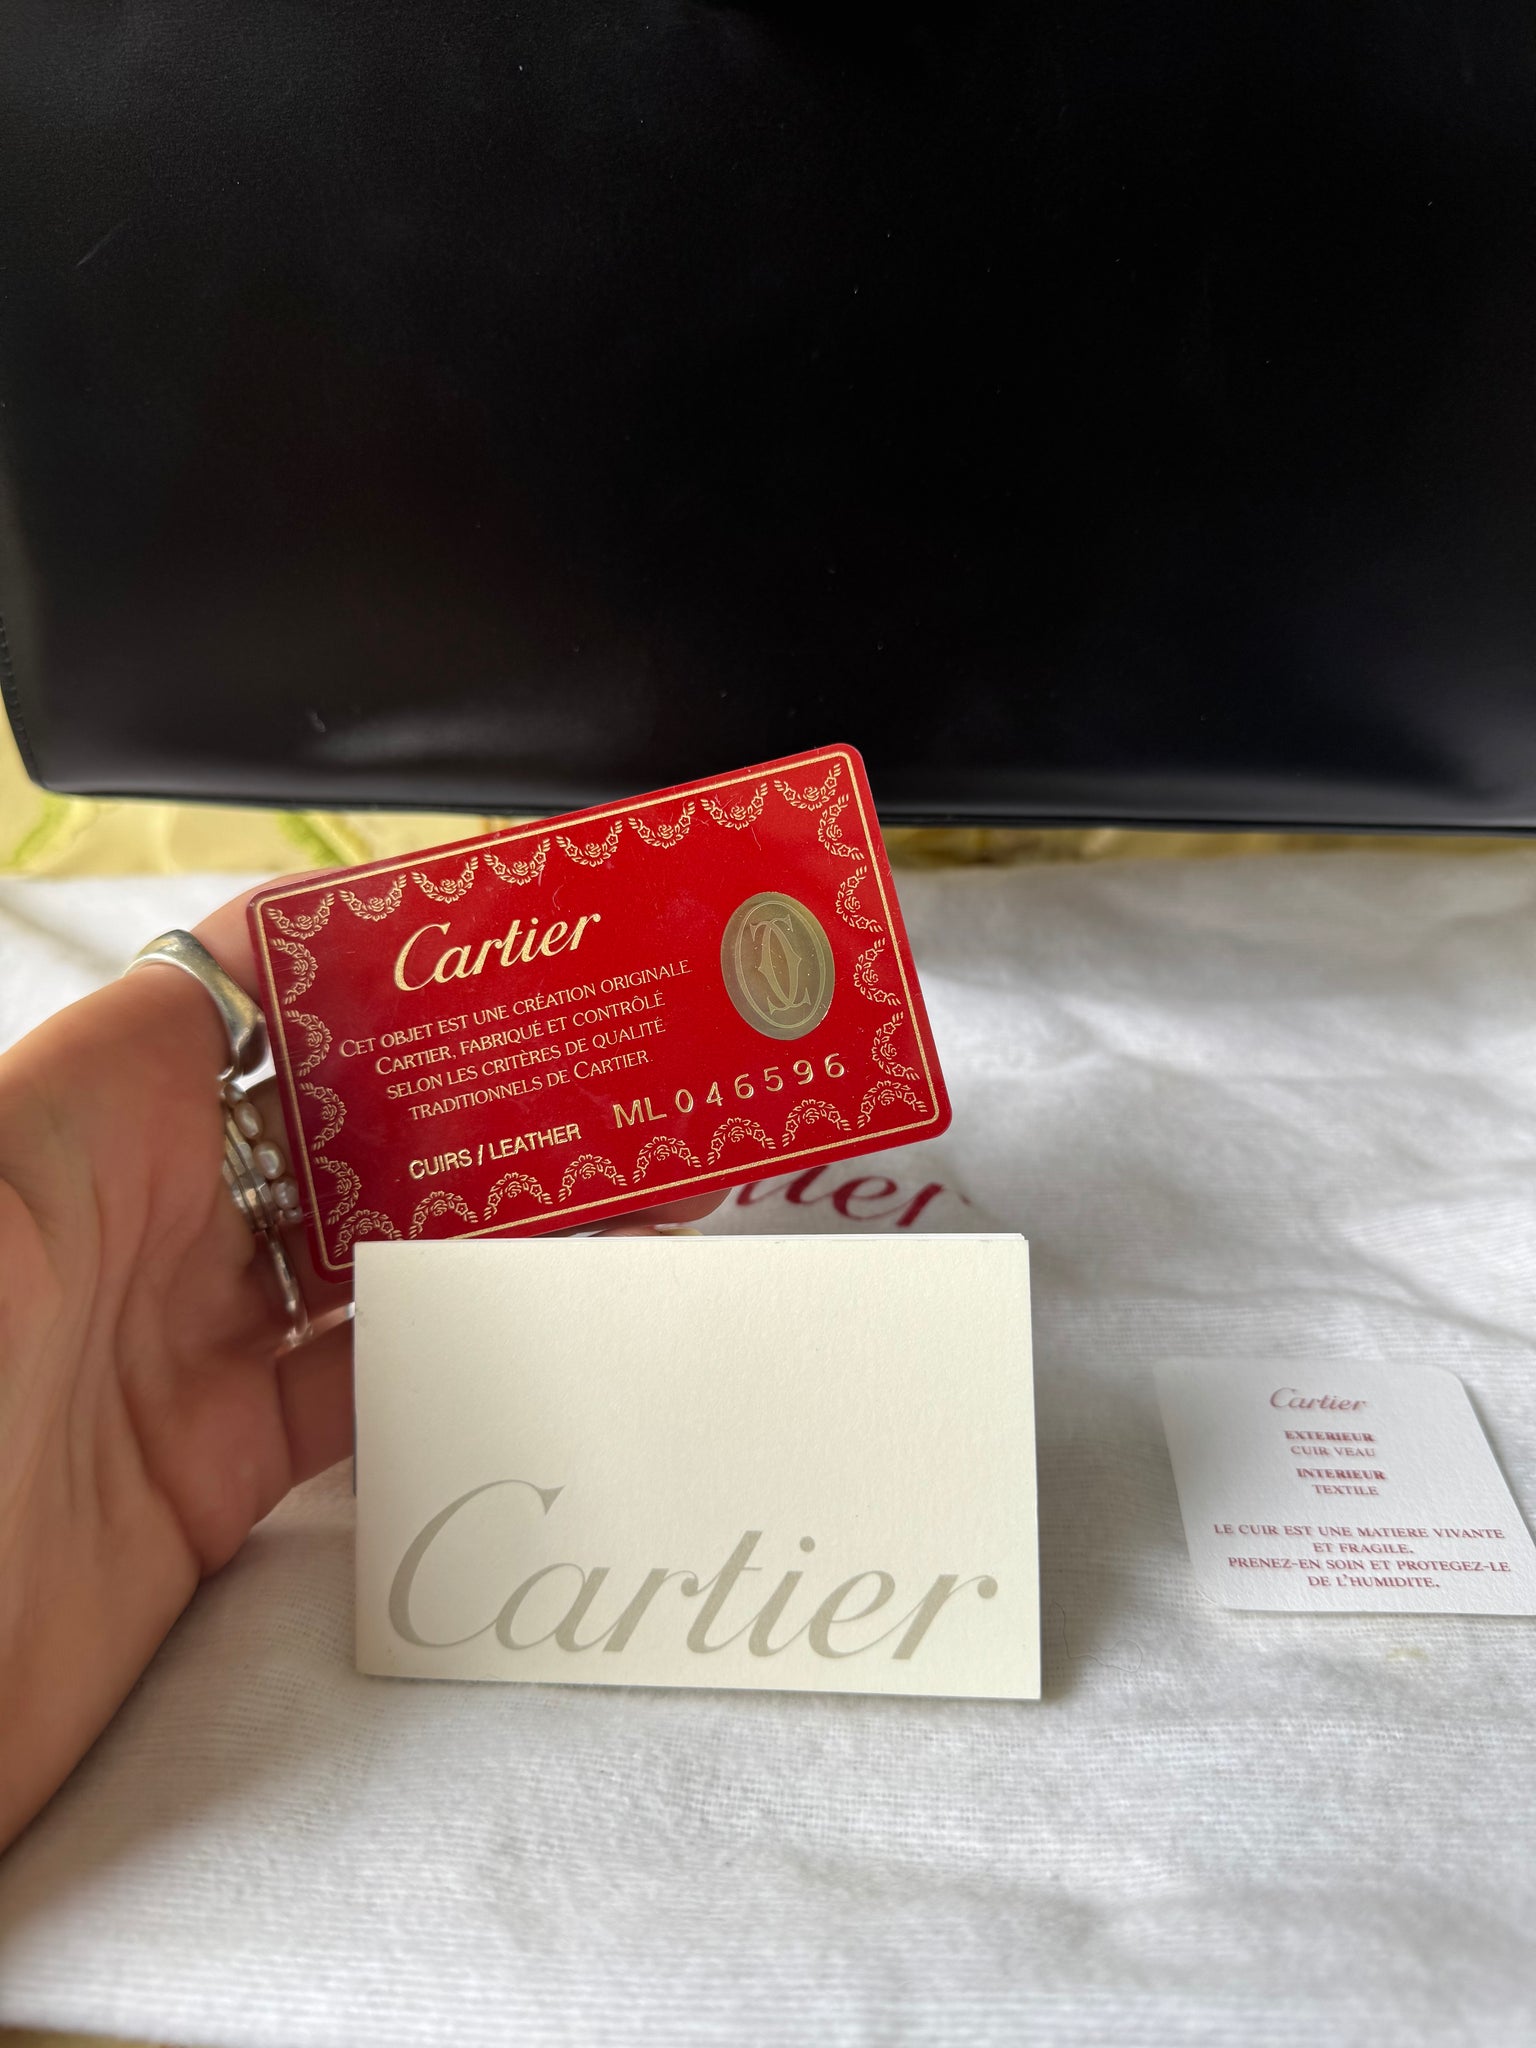 Cartier
CET OBJET EST UNE CRÉATION ORIGINALE
CARTIER, FABRIQUÉ ET CONTRÔLÉ
SELON LES CRITÈRES DE QUALITÉ
TRADITIONNELS DE CARTIER.
CUIRS / LEATHER ML 046596
Cartier
Cartier
EXTERIEUR
CUIR VEAU
INTERIEUR
TEXTILE
LE CUIR EST UNE MATIERE VIVANTE
ET FRAGILE.
PRENEZ-EN SOIN ET PROTEGEZ-LE
DE L'HUMIDITE.